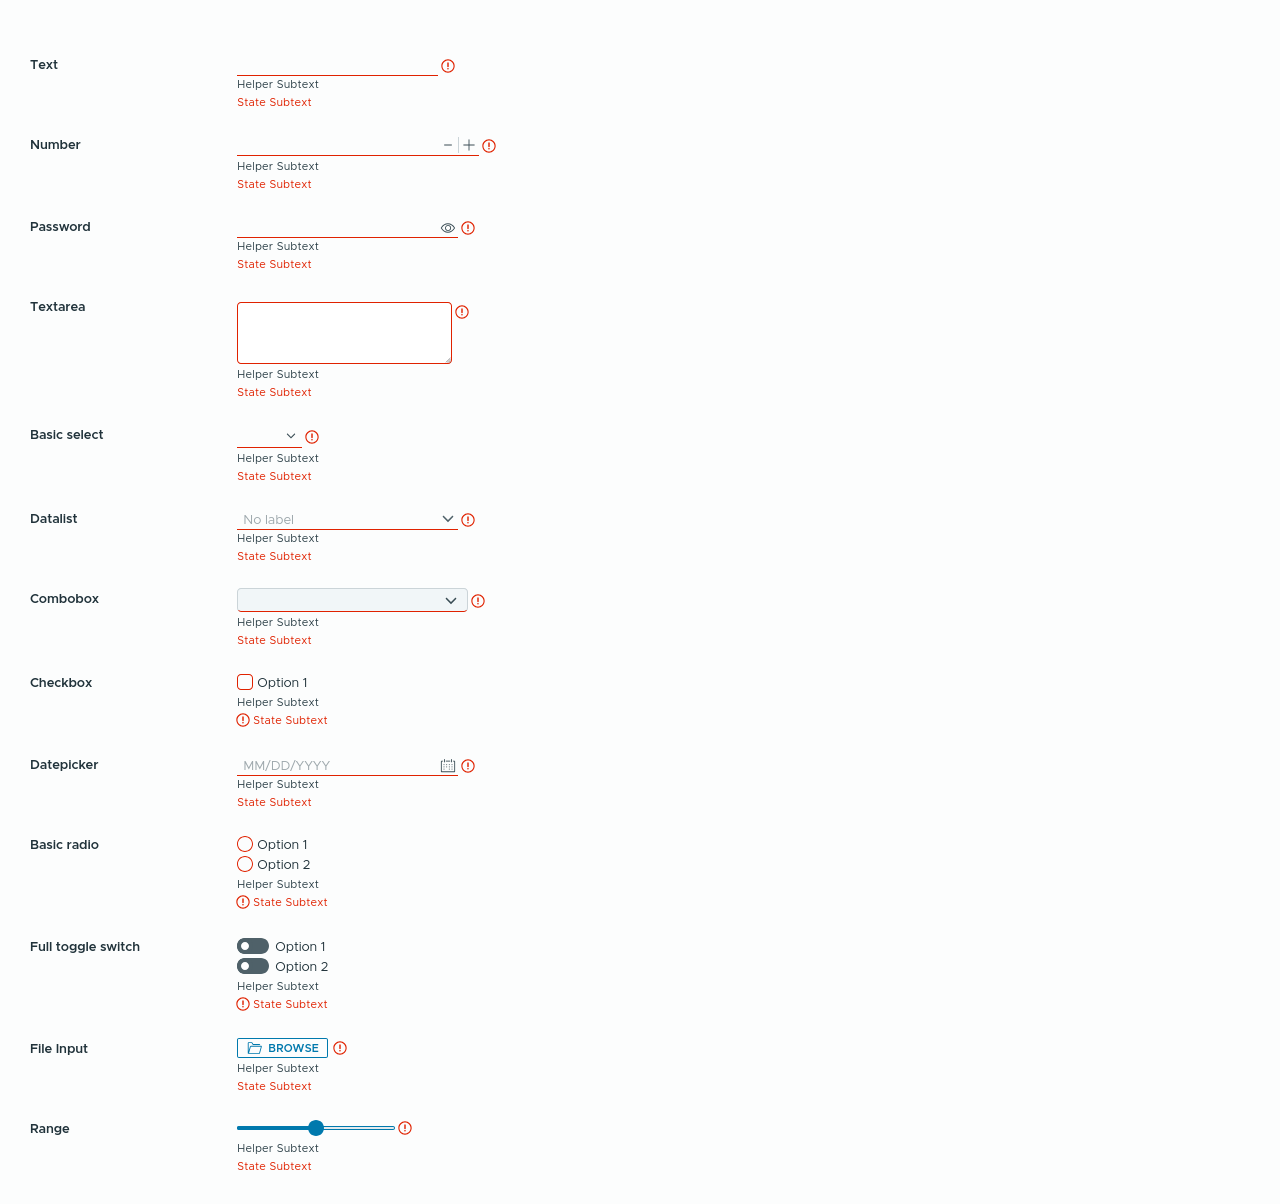 Text
Helper Subtext
State Subtext
Number
Helper Subtext
State Subtext
Password
Helper Subtext
State Subtext
Textarea
Helper Subtext
State Subtext
Basic select
Helper Subtext
State Subtext
Datalist
No label
Helper Subtext
State Subtext
Combobox
Helper Subtext
State Subtext
Checkbox
Option 1
Helper Subtext
State Subtext
Datepicker
MM/DD/YYYY
Helper Subtext
State Subtext
Basic radio
Option 1
Option 2
Helper Subtext
State Subtext
Full toggle switch
Option 1
Option 2
Helper Subtext
State Subtext
File Input
BROWSE
Helper Subtext
State Subtext
Range
Helper Subtext
State Subtext